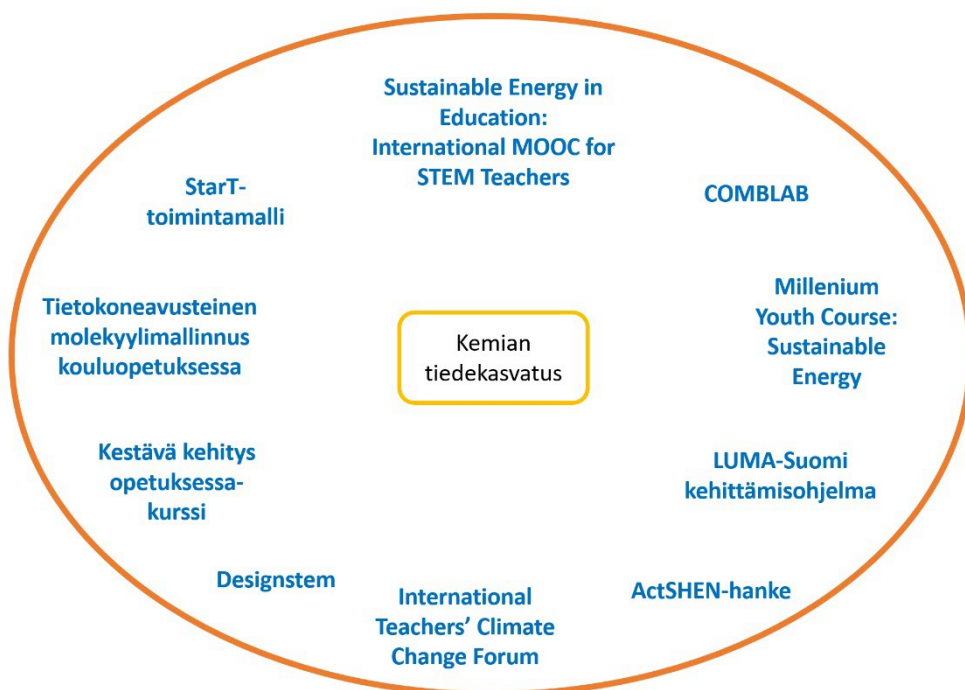 Sustainable Energy in
Education:
International MOOC for
STEM Teachers
StarT-
toimintamalli
COMBLAB
Tietokoneavusteinen
molekyylimallinnus
kouluopetuksessa
Kemian
tiedekasvatus
Millenium
Youth Course:
Sustainable
Energy
Kestävä kehitys
opetuksessa-
kurssi
LUMA-Suomi
kehittämisohjelma
Designstem
International
Teachers’ Climate
Change Forum
ActSHEN-hanke